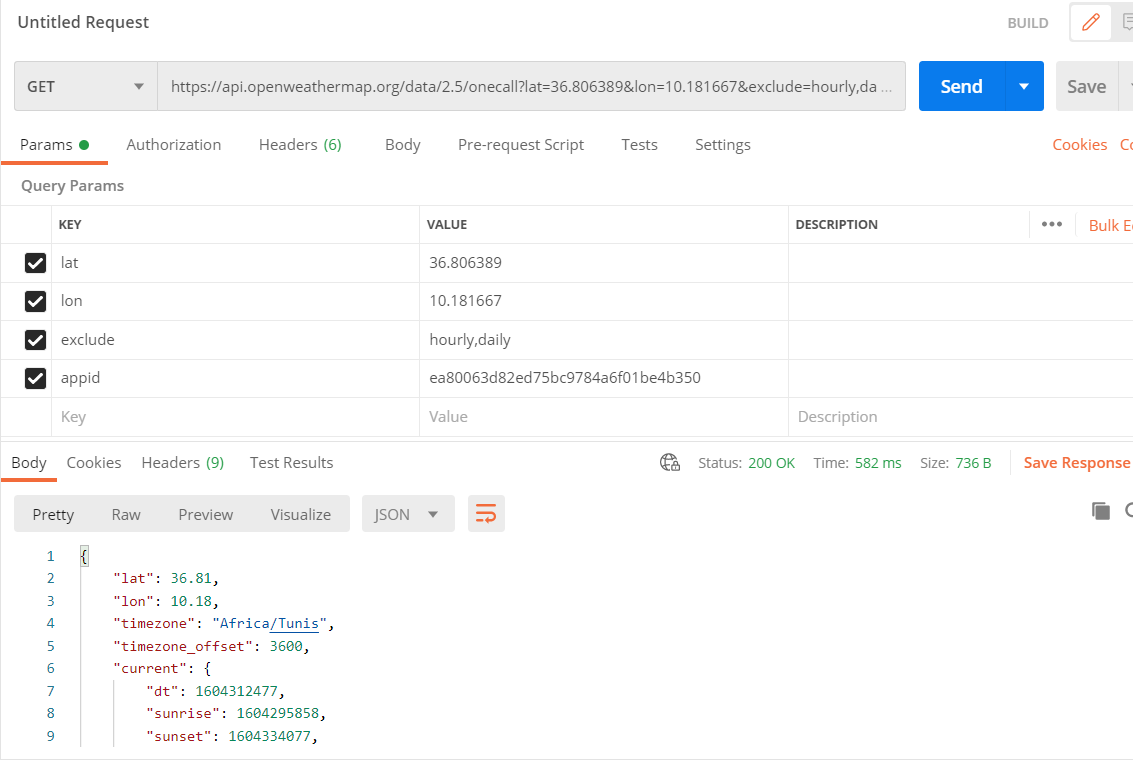 Untitled Request BUILD
GET https://api.openweathermap.org/data/2.5/onecall?lat=36.806389&lon=10.181667&exclude=hourly,da ... Send Save
Params Authorization Headers (6) Body Pre-request Script Tests Settings Cookies Co
Query Params
KEY VALUE DESCRIPTION ••• Bulk E
lat 36.806389
lon 10.181667
exclude hourly,daily
appid ea80063d82ed75bc9784a6f01be4b350
Key Value Description
Body Cookies Headers (9) Test Results Status: 200 OK Time: 582 ms Size: 736 B Save Response
Pretty Raw Preview Visualize JSON
1 {
2 "lat": 36.81,
3 "lon": 10.18,
4 "timezone": "Africa/Tunis",
5 "timezone_offset": 3600,
6 "current": {
7 "dt": 1604312477,
8 "sunrise": 1604295858,
9 "sunset": 1604334077,